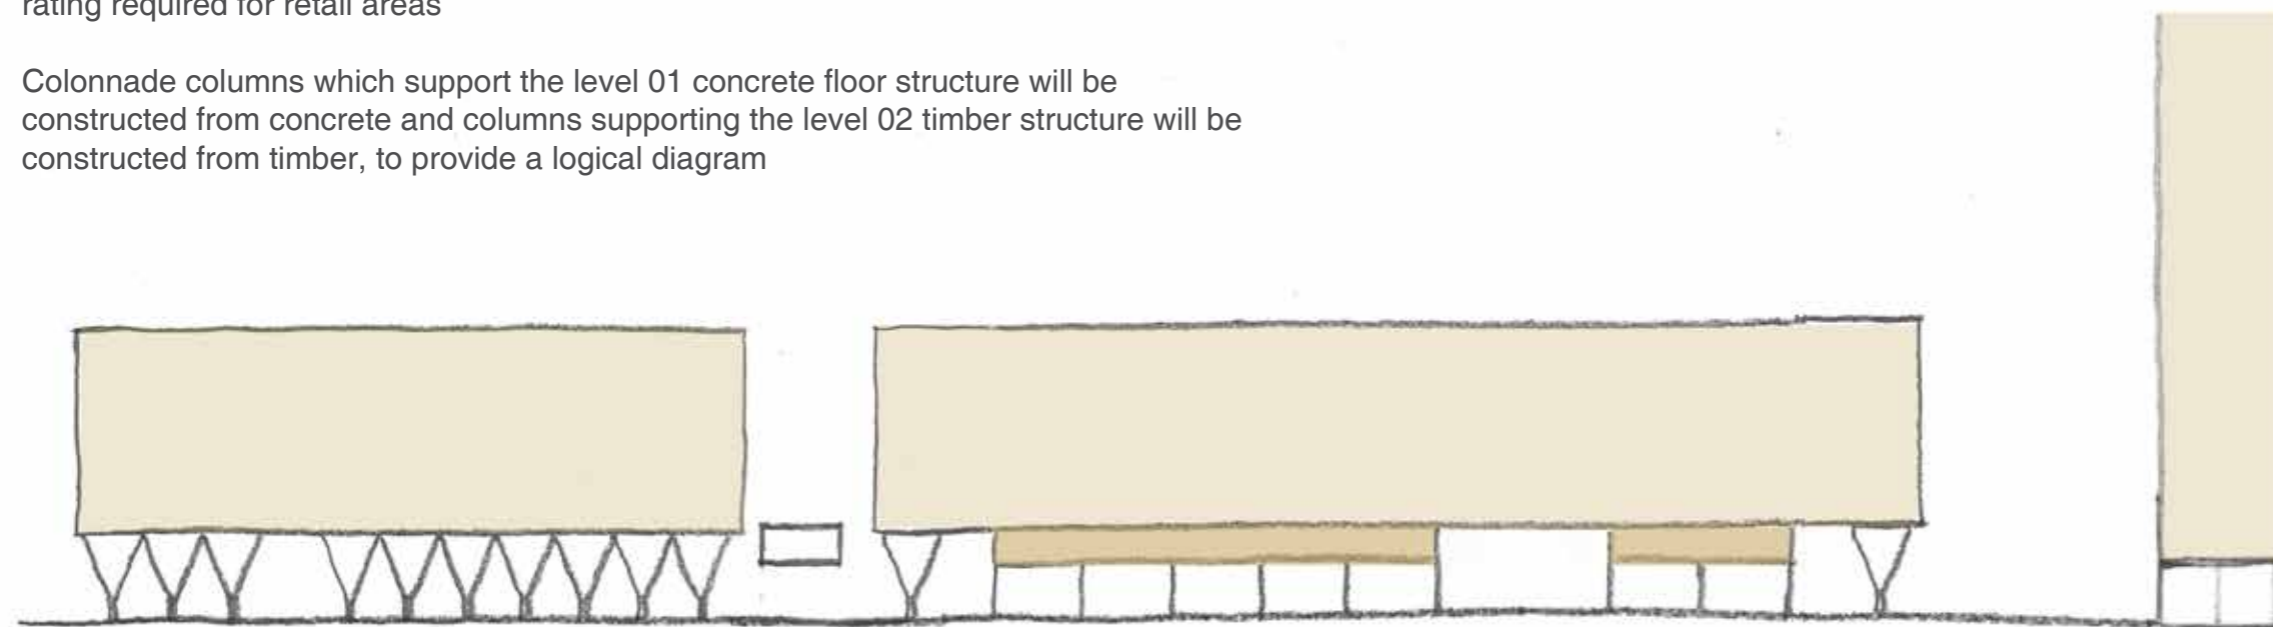 rating required for retail areas
Colonnade columns which support the level 01 concrete floor structure will be
constructed from concrete and columns supporting the level 02 timber structure will be
constructed from timber, to provide a logical diagram